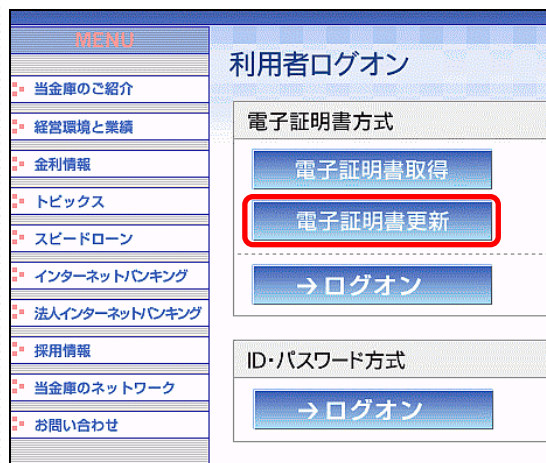 MENU
当金庫のご紹介
経営環境と業績
金利情報
トピックス
スピードローン
インターネットバンキング
法人インターネットバンキング
採用情報
当金庫のネットワーク
お問い合わせ
利用者ログオン
電子証明書方式
電子証明書取得
電子証明書更新
→ログオン
ID・パスワード方式
→ログオン